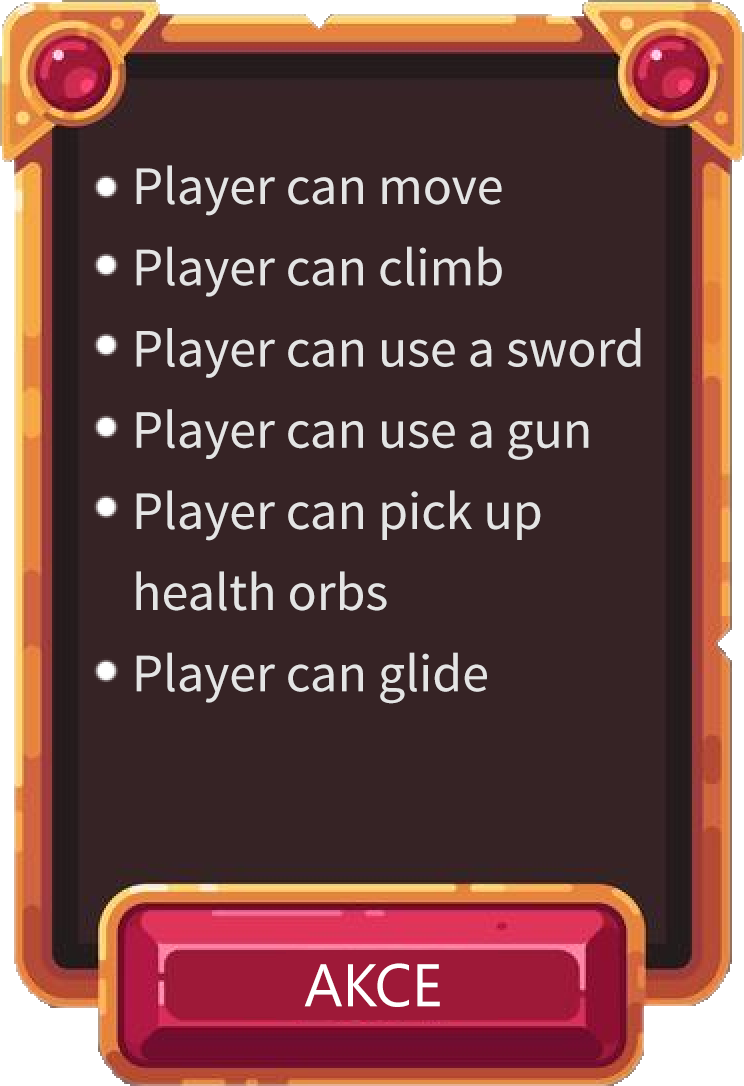 • Player can move
• Player can climb
• Player can use a sword
• Player can use a gun
• Player can pick up
health orbs
• Player can glide
AKCE